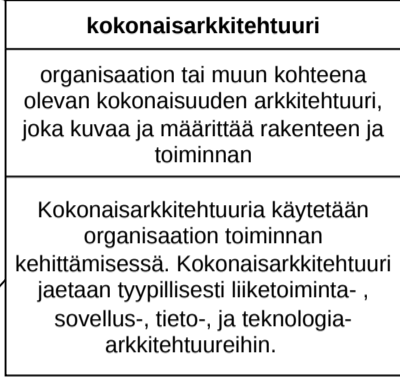 kokonaisarkkitehtuuri
organisaation tai muun kohteena
olevan kokonaisuuden arkkitehtuuri,
joka kuvaa ja määrittää rakenteen ja
toiminnan
Kokonaisarkkitehtuuria käytetään
organisaation toiminnan
kehittämisessä. Kokonaisarkkitehtuuri
jaetaan tyypillisesti liiketoiminta- ,
sovellus-, tieto-, ja teknologia-
arkkitehtuureihin.